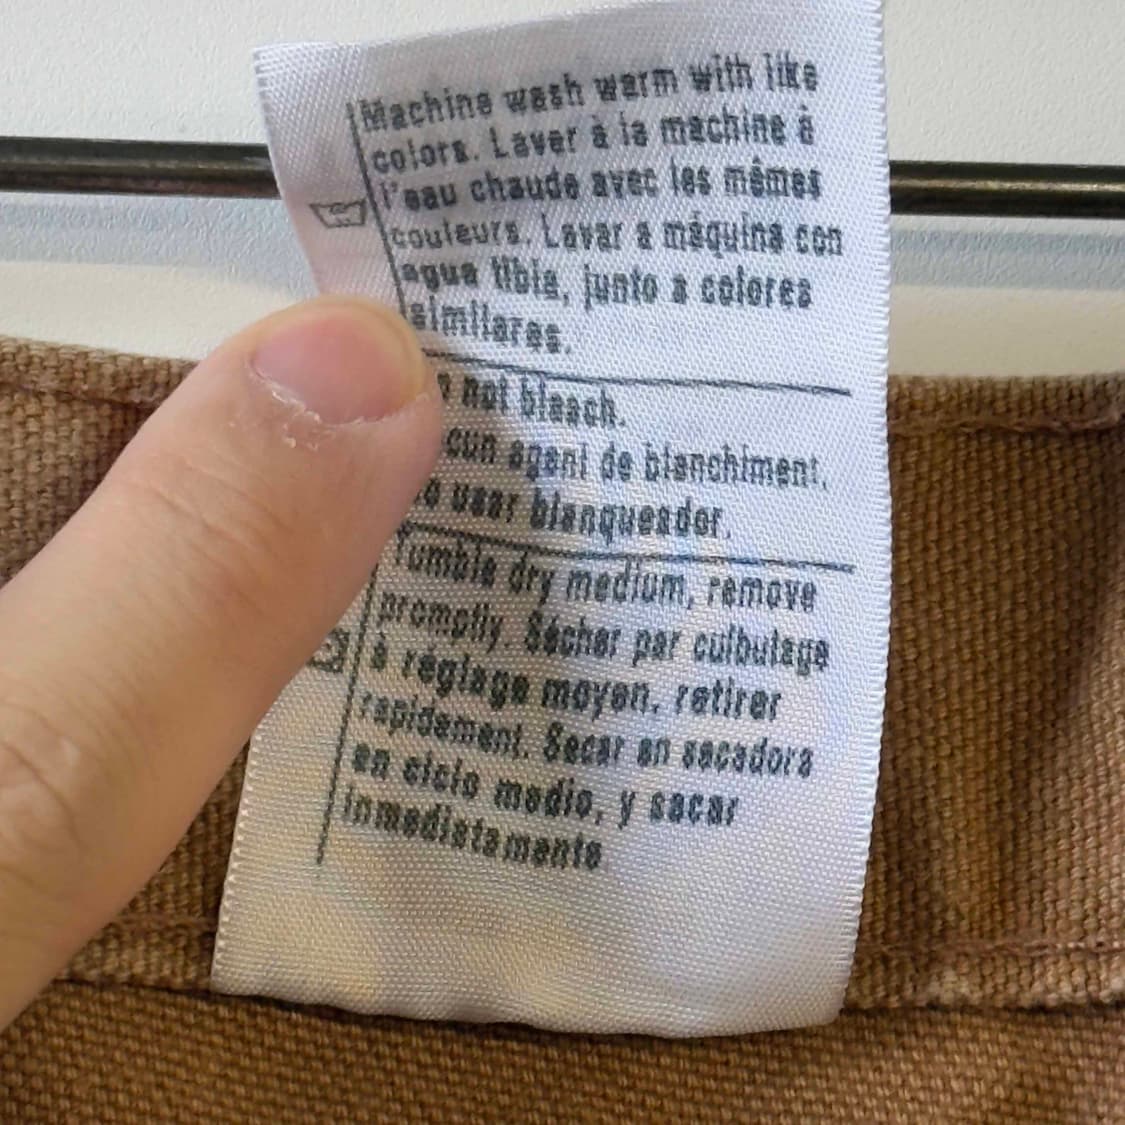 Machine wash warm with like
colors. Laver à la machine à
l'eau chaude avec les mêmes
couleurs. Lavar a máquina con
agua tibia, junto a colores
similares.
not bleach.
cun agent de blanchiment.
o usar blanqueador.
Tumble dry medium, remove
promptly. Sécher par culbutage
à réglage moyen, retirer
rapidement. Secar en secadora
en ciclo medio, y sacar
inmediatamente